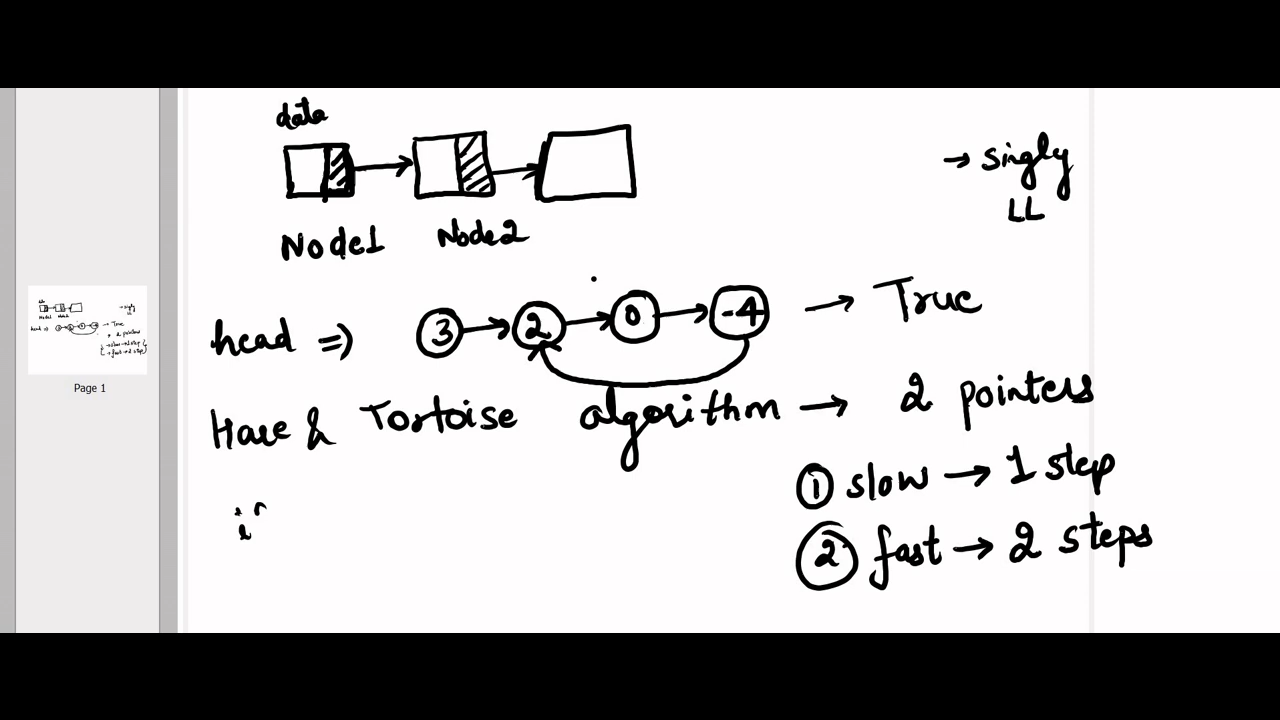 data
→ singly
LL
Node1 Node2
head => 3 → 2 → 0 → -4 → True
Hare & Tortoise algorithm → 2 pointers
① slow → 1 step
② fast → 2 steps
Page 1